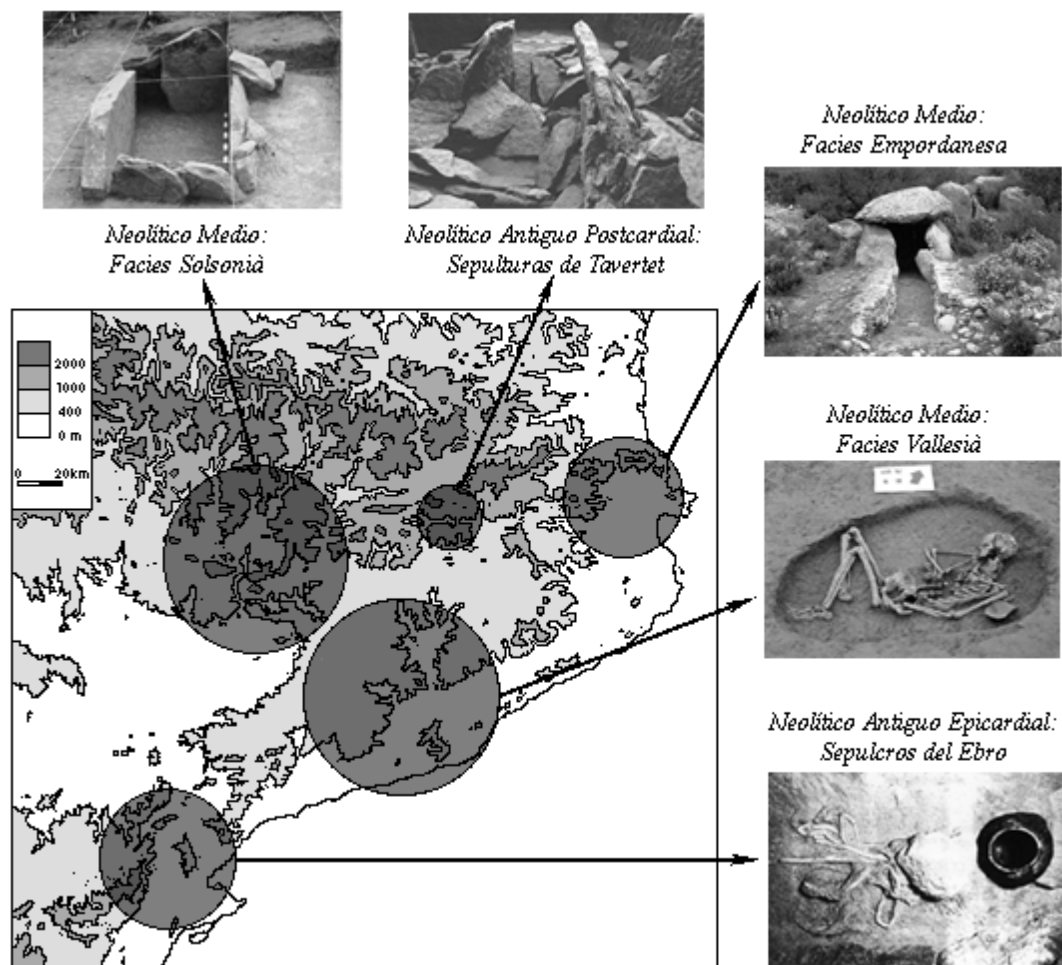 Neolítico Medio:
Facies Solsonià
Neolítico Antiguo Postcardial:
Sepulturas de Tavertet
Neolítico Medio:
Facies Empordanesa
Neolítico Medio:
Facies Vallesià
Neolítico Antiguo Epicardial:
Sepulcros del Ebro
2000
1000
400
0 m
0 20km